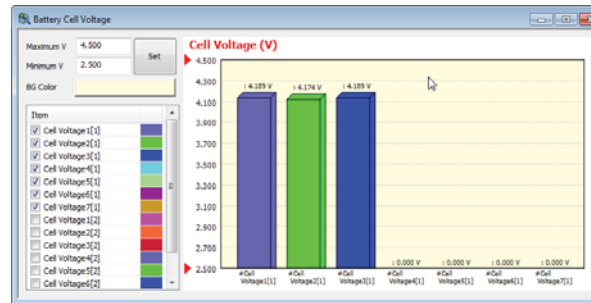 Battery Cell Voltage
Maximum V 4.500
Minimum V 2.500
Set
BG Color
Item
Cell Voltage1[1]
Cell Voltage2[1]
Cell Voltage3[1]
Cell Voltage4[1]
Cell Voltage5[1]
Cell Voltage6[1]
Cell Voltage7[1]
Cell Voltage1[2]
Cell Voltage2[2]
Cell Voltage3[2]
Cell Voltage4[2]
Cell Voltage5[2]
Cell Voltage6[2]
Cell Voltage (V)
4.500
4.300
4.100
3.900
3.700
3.500
3.300
3.100
2.900
2.700
2.500
: 4.189 V : 4.174 V : 4.189 V
: 0.000 V : 0.000 V : 0.000 V : 0.000 V
#Cell #Cell #Cell #Cell #Cell #Cell #Cell
Voltage1[1] Voltage2[1] Voltage3[1] Voltage4[1] Voltage5[1] Voltage6[1] Voltage7[1]